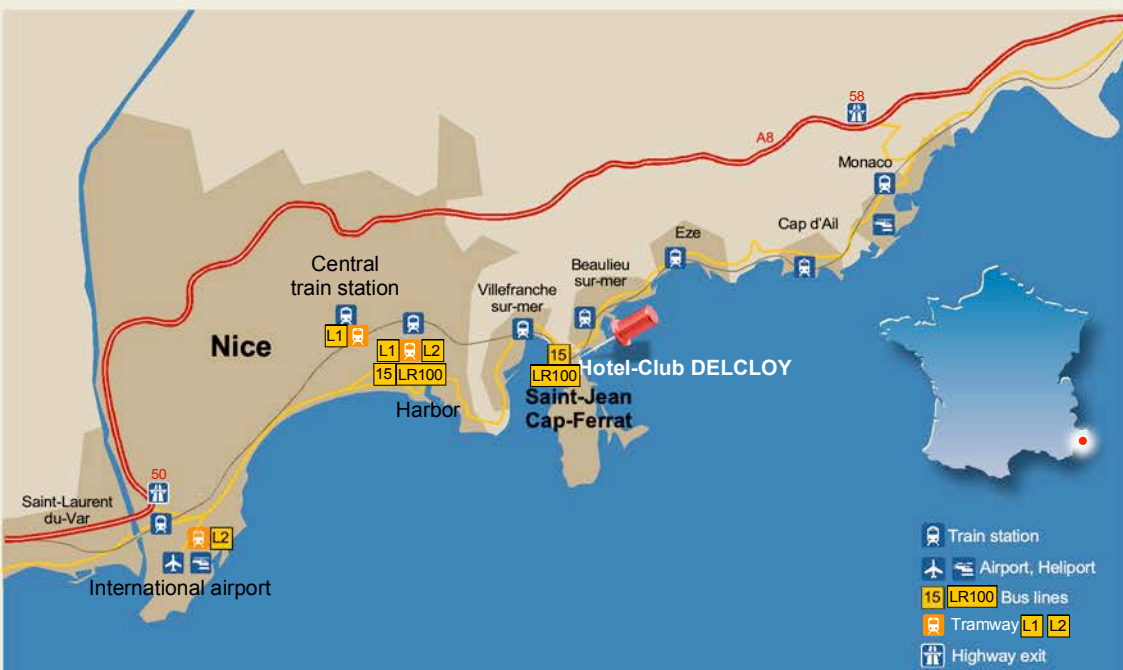 58
A8
Monaco
Cap d'Ail
Eze
Beaulieu
sur-mer
Villefranche
sur-mer
Central
train station
L1
Nice
L1 L2
15 LR100
Harbor
15
LR100
Hotel-Club DELCLOY
Saint-Jean
Cap-Ferrat
50
Saint-Laurent
du-Var
L2
International airport
Train station
Airport, Heliport
15 LR100 Bus lines
Tramway L1 L2
Highway exit